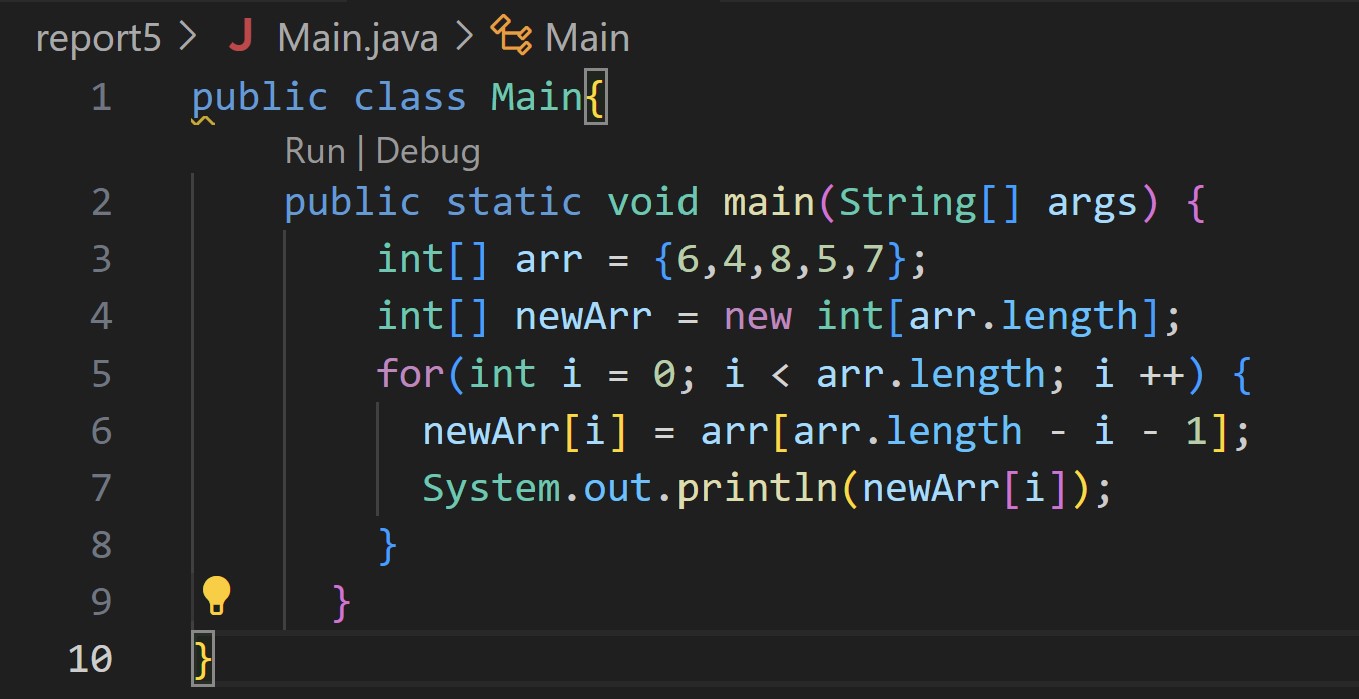 report5 > J Main.java > Main
1 public class Main{
Run | Debug
2 public static void main(String[] args) {
3 int[] arr = {6,4,8,5,7};
4 int[] newArr = new int[arr.length];
5 for(int i = 0; i < arr.length; i ++) {
6 newArr[i] = arr[arr.length - i - 1];
7 System.out.println(newArr[i]);
8 }
9 }
10 }